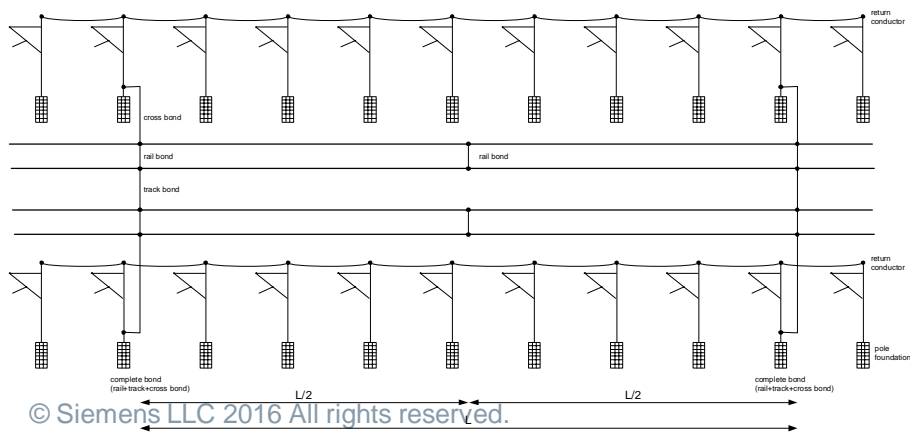 return
conductor
cross bond
rail bond
rail bond
track bond
return
conductor
pole
foundation
complete bond
(rail+track+cross bond)
complete bond
(rail+track+cross bond)
L/2
L/2
L
© Siemens LLC 2016 All rights reserved.